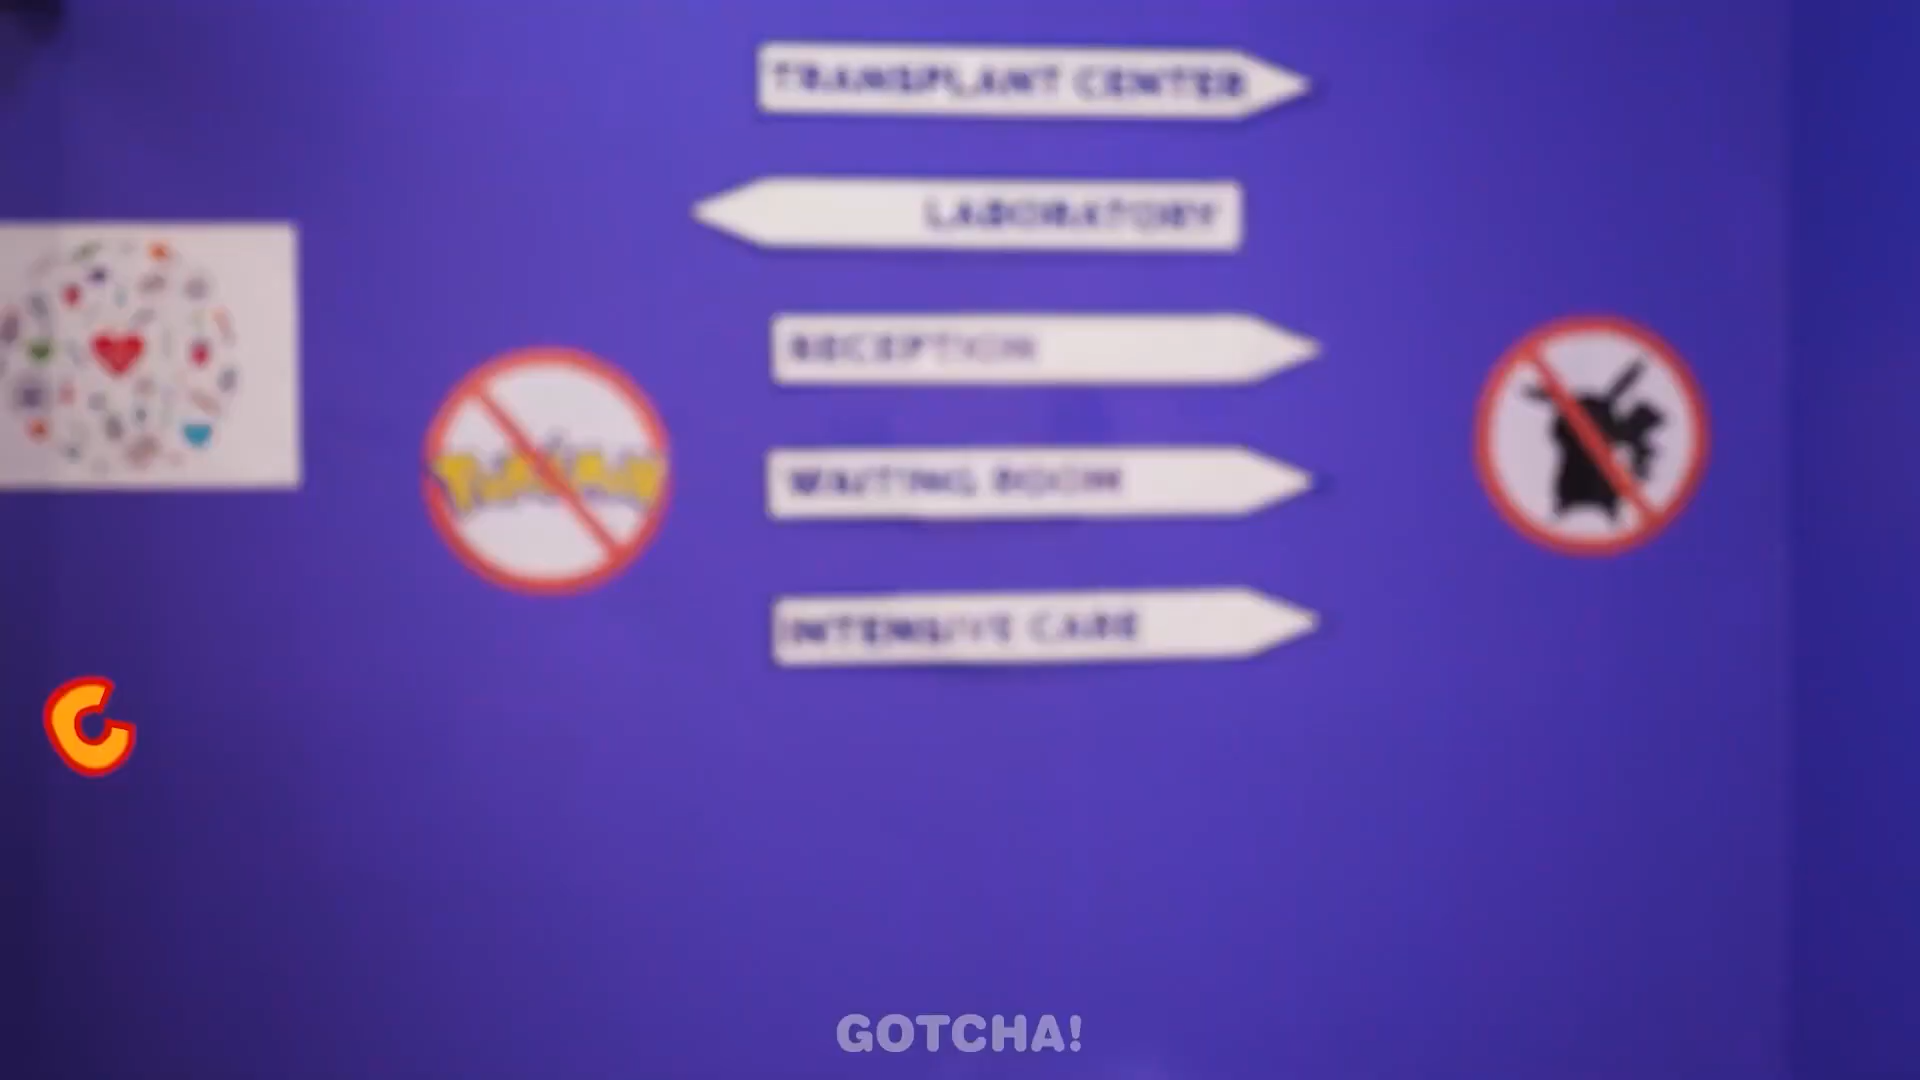 TRANSPLANT CENTER
LABORATORY
RECEPTION
WAITING ROOM
INTENSIVE CARE
C
GOTCHA!